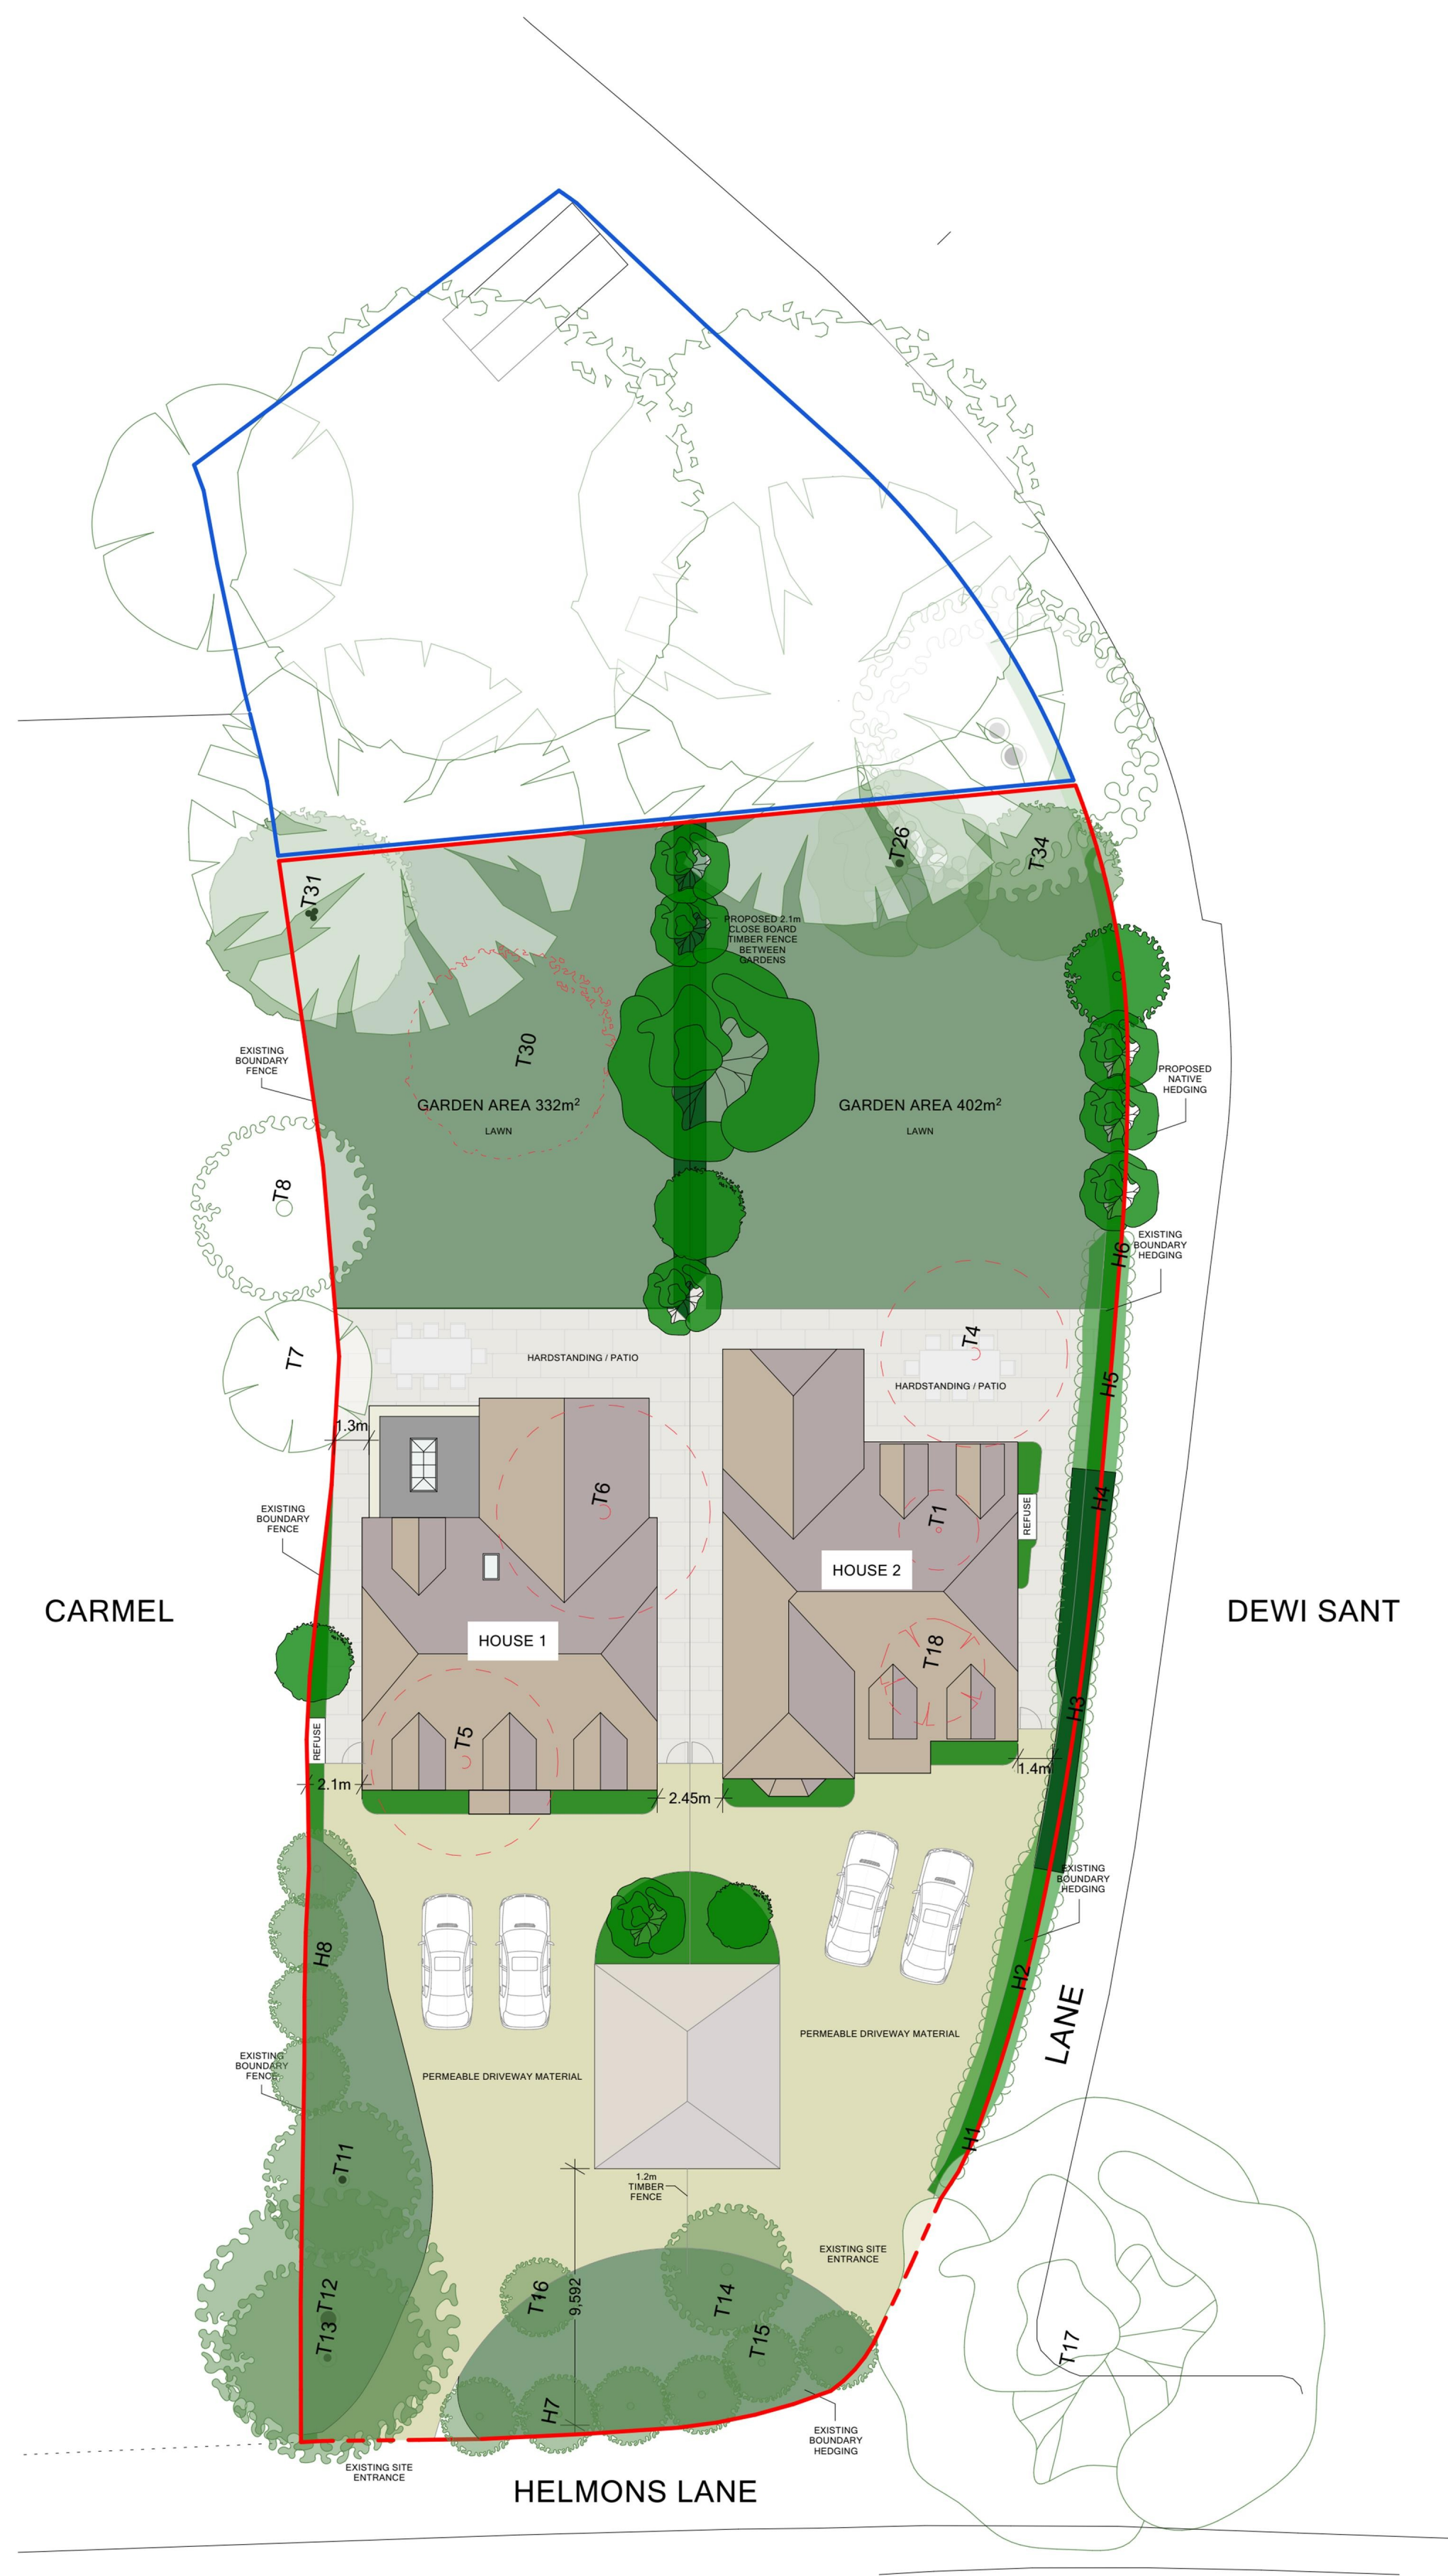 T26
T34
T31
PROPOSED 2.1m
CLOSE BOARD
TIMBER FENCE
BETWEEN
GARDENS
T30
EXISTING
BOUNDARY
FENCE
PROPOSED
NATIVE
HEDGING
GARDEN AREA 332m²
LAWN
GARDEN AREA 402m²
LAWN
T8
H6
EXISTING
BOUNDARY
HEDGING
T7
T4
HARDSTANDING / PATIO
HARDSTANDING / PATIO
H5
1.3m
T6
H4
EXISTING
BOUNDARY
FENCE
T1
REFUSE
HOUSE 2
CARMEL
DEWI SANT
HOUSE 1
T18
H3
REFUSE
T5
2.1m
2.45m
1.4m
EXISTING
BOUNDARY
HEDGING
H8
H2
LANE
PERMEABLE DRIVEWAY MATERIAL
EXISTING
BOUNDARY
FENCE
PERMEABLE DRIVEWAY MATERIAL
H1
T11
1.2m
TIMBER
FENCE
EXISTING SITE
ENTRANCE
T12
T16
9,592
T14
T13
T15
T17
H7
EXISTING
BOUNDARY
HEDGING
EXISTING SITE
ENTRANCE
HELMONS LANE